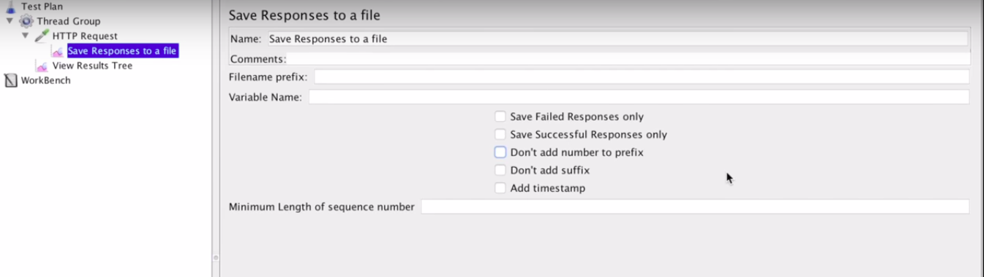 Test Plan
Thread Group
HTTP Request
Save Responses to a file
View Results Tree
WorkBench
Save Responses to a file
Name: Save Responses to a file
Comments:
Filename prefix:
Variable Name:
Save Failed Responses only
Save Successful Responses only
Don't add number to prefix
Don't add suffix
Add timestamp
Minimum Length of sequence number